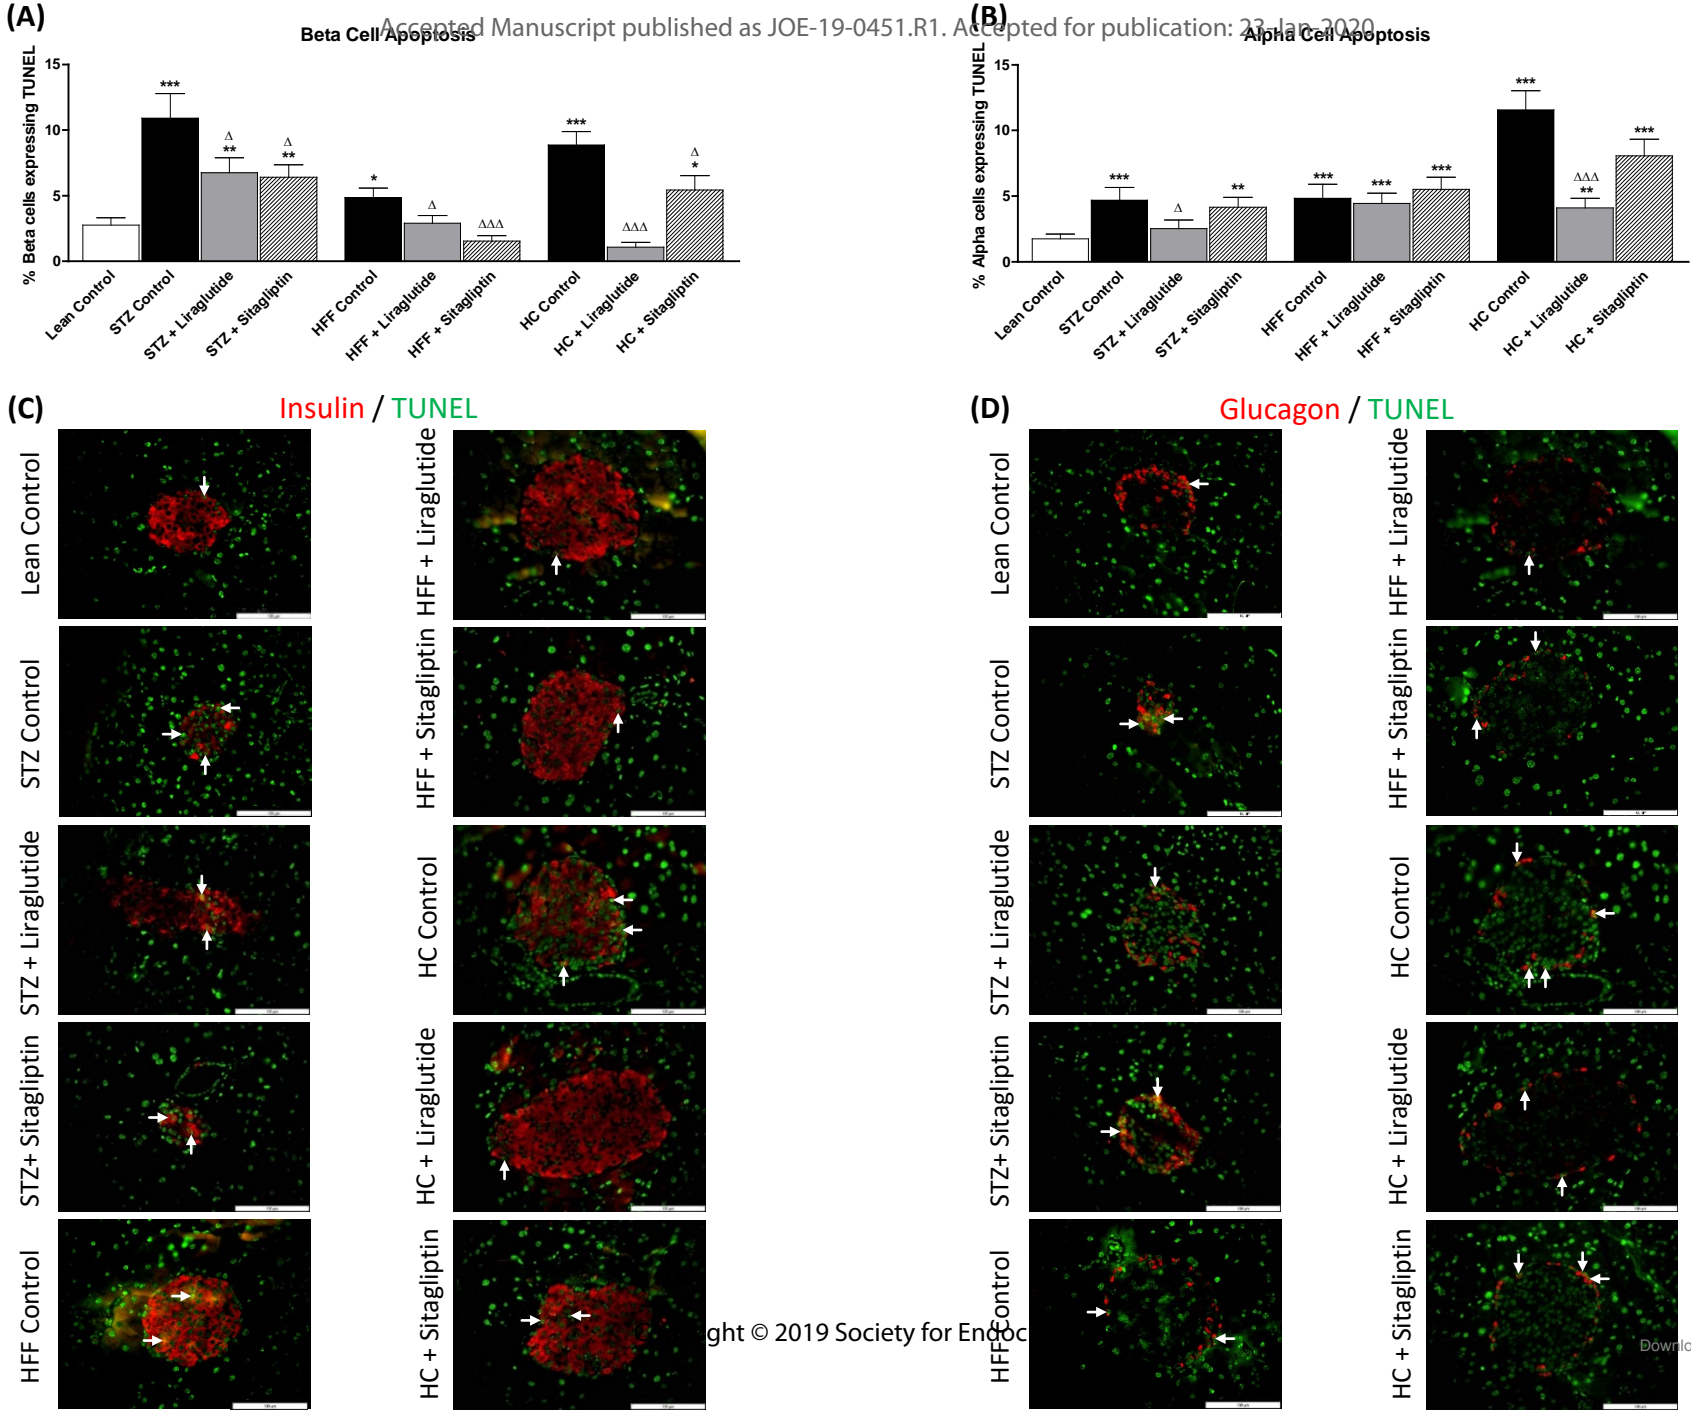 (A)
(B)
Accepted Manuscript published as JOE-19-0451.R1. Accepted for publication: 23-Jan-2020
Beta Cell Apoptosis
% Beta cells expressing TUNEL
15
10
5
0
***
Δ
**
Δ
**
*
Δ
ΔΔΔ
***
ΔΔΔ
Δ
*
Lean Control
STZ Control
STZ + Liraglutide
STZ + Sitagliptin
HFF Control
HFF + Liraglutide
HFF + Sitagliptin
HC Control
HC + Liraglutide
HC + Sitagliptin
Alpha Cell Apoptosis
% Alpha cells expressing TUNEL
15
10
5
0
***
Δ
**
***
***
***
***
ΔΔΔ
**
***
Lean Control
STZ Control
STZ + Liraglutide
STZ + Sitagliptin
HFF Control
HFF + Liraglutide
HFF + Sitagliptin
HC Control
HC + Liraglutide
HC + Sitagliptin
(C)
Insulin / TUNEL
Lean Control
STZ Control
STZ + Liraglutide
STZ+ Sitagliptin
HFF Control
HFF + Liraglutide
HFF + Sitagliptin
HC Control
HC + Liraglutide
HC + Sitagliptin
(D)
Glucagon / TUNEL
Lean Control
STZ Control
STZ + Liraglutide
STZ+ Sitagliptin
HFF Control
HFF + Liraglutide
HFF + Sitagliptin
HC Control
HC + Liraglutide
HC + Sitagliptin
ght © 2019 Society for Endoc
Downlo